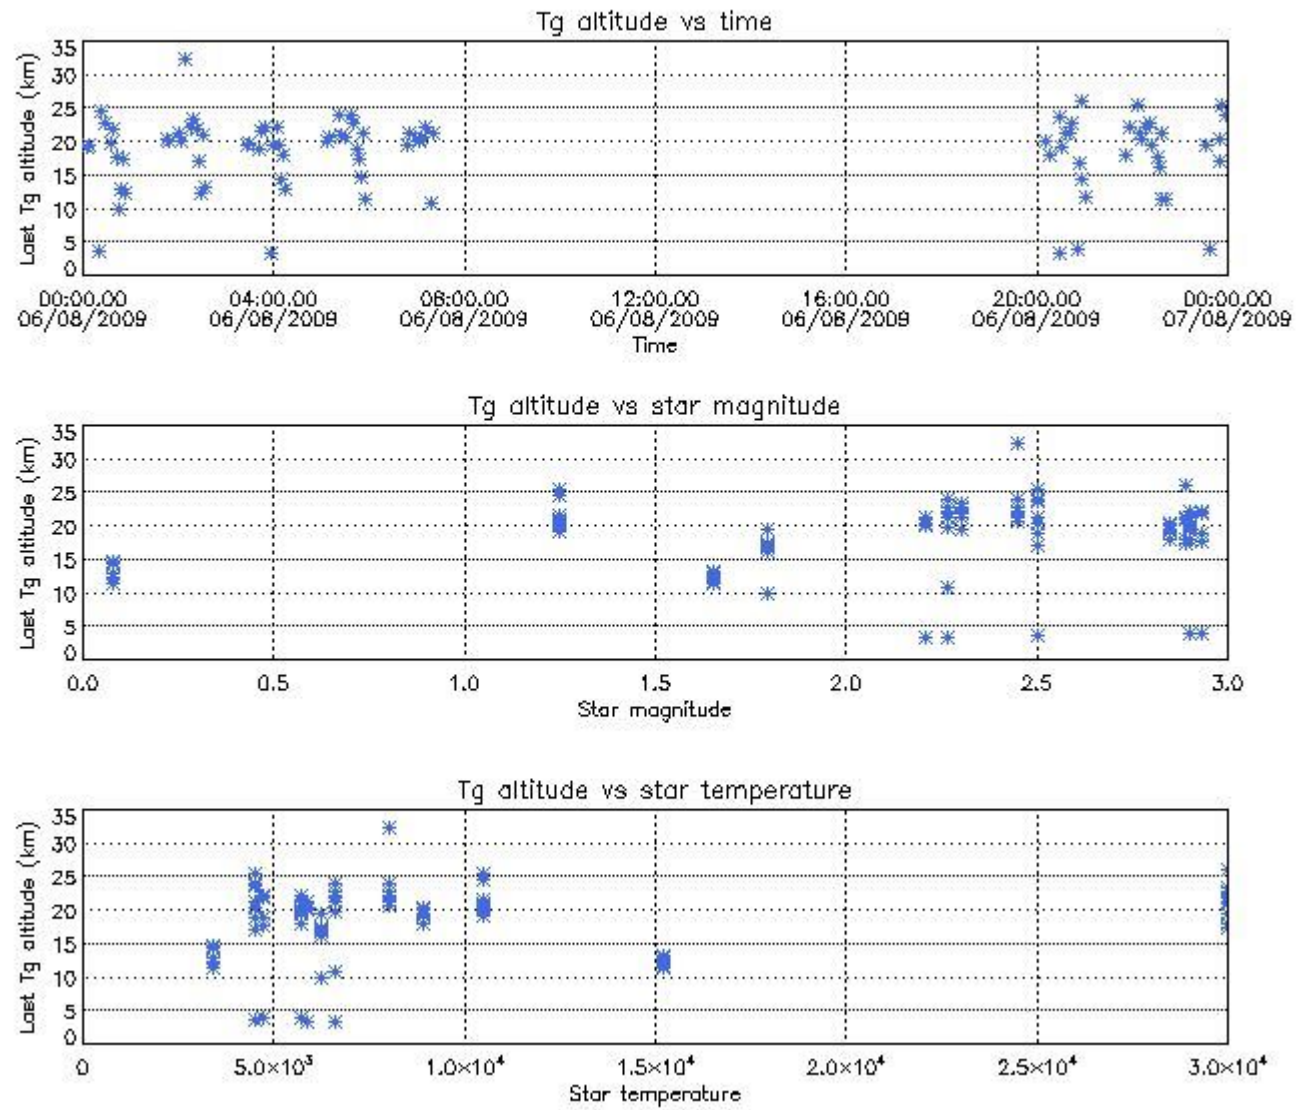 Tg altitude vs time
Last Tg altitude (km)
35
30
25
20
15
10
5
0
00:00.00 04:00.00 08:00.00 12:00.00 16:00.00 20:00.00 00:00.00
06/08/2009 06/08/2009 06/08/2009 06/08/2009 06/08/2009 06/08/2009 07/08/2009
Time
Tg altitude vs star magnitude
Last Tg altitude (km)
35
30
25
20
15
10
5
0
0.0 0.5 1.0 1.5 2.0 2.5 3.0
Star magnitude
Tg altitude vs star temperature
Last Tg altitude (km)
35
30
25
20
15
10
5
0
0 5.0×10³ 1.0×10⁴ 1.5×10⁴ 2.0×10⁴ 2.5×10⁴ 3.0×10⁴
Star temperature